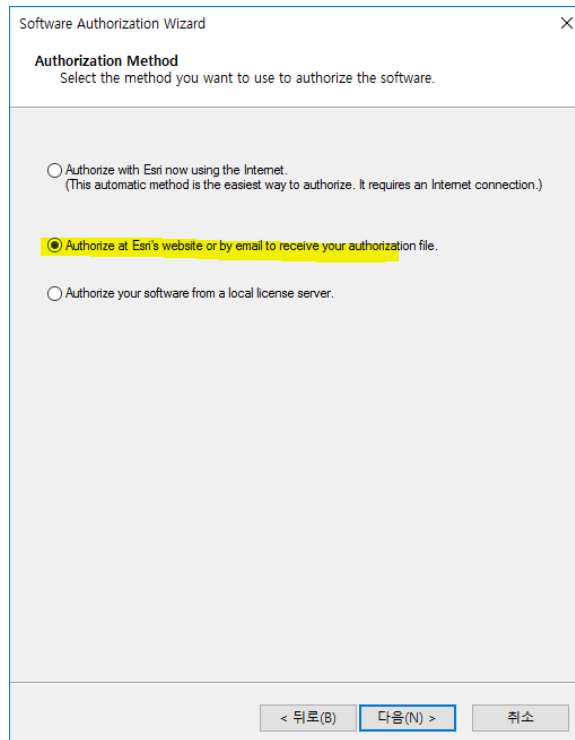 Software Authorization Wizard
Authorization Method
Select the method you want to use to authorize the software.
Authorize with Esri now using the Internet.
(This automatic method is the easiest way to authorize. It requires an Internet connection.)
Authorize at Esri's website or by email to receive your authorization file.
Authorize your software from a local license server.
< 뒤로(B) 다음(N) > 취소